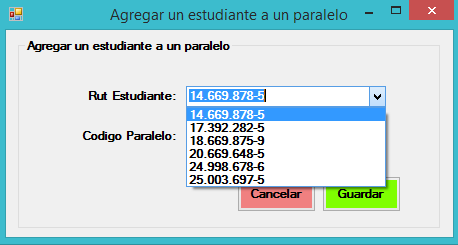 Agregar un estudiante a un paralelo
Agregar un estudiante a un paralelo
Rut Estudiante: 14.669.878-5
14.669.878-5
17.392.282-5
Codigo Paralelo: 18.669.875-9
20.669.648-5
24.998.678-6
25.003.697-5
Cancelar Guardar